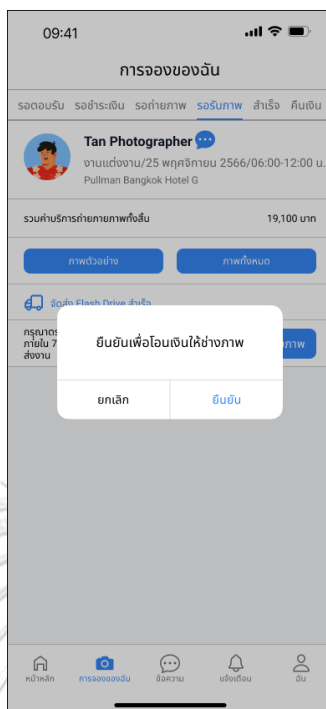 09:41
การจองของฉัน
รอตอบรับ รอชำระเงิน รอถ่ายภาพ รอรับภาพ สำเร็จ คืนเงิน
Tan Photographer
งานแต่งงาน/25 พฤศจิกายน 2566/06:00-12:00 น.
Pullman Bangkok Hotel G
รวมค่าบริการถ่ายภายภาพทั้งสิ้น 19,100 บาท
ภาพตัวอย่าง ภาพทั้งหมด
จัดส่ง Flash Drive สำเร็จ
กรุณาตร
ภายใน 7
ส่งงาน
ภาพ
ยืนยันเพื่อโอนเงินให้ช่างภาพ
ยกเลิก ยืนยัน
หน้าหลัก การจองของฉัน ข้อความ แจ้งเตือน ฉัน